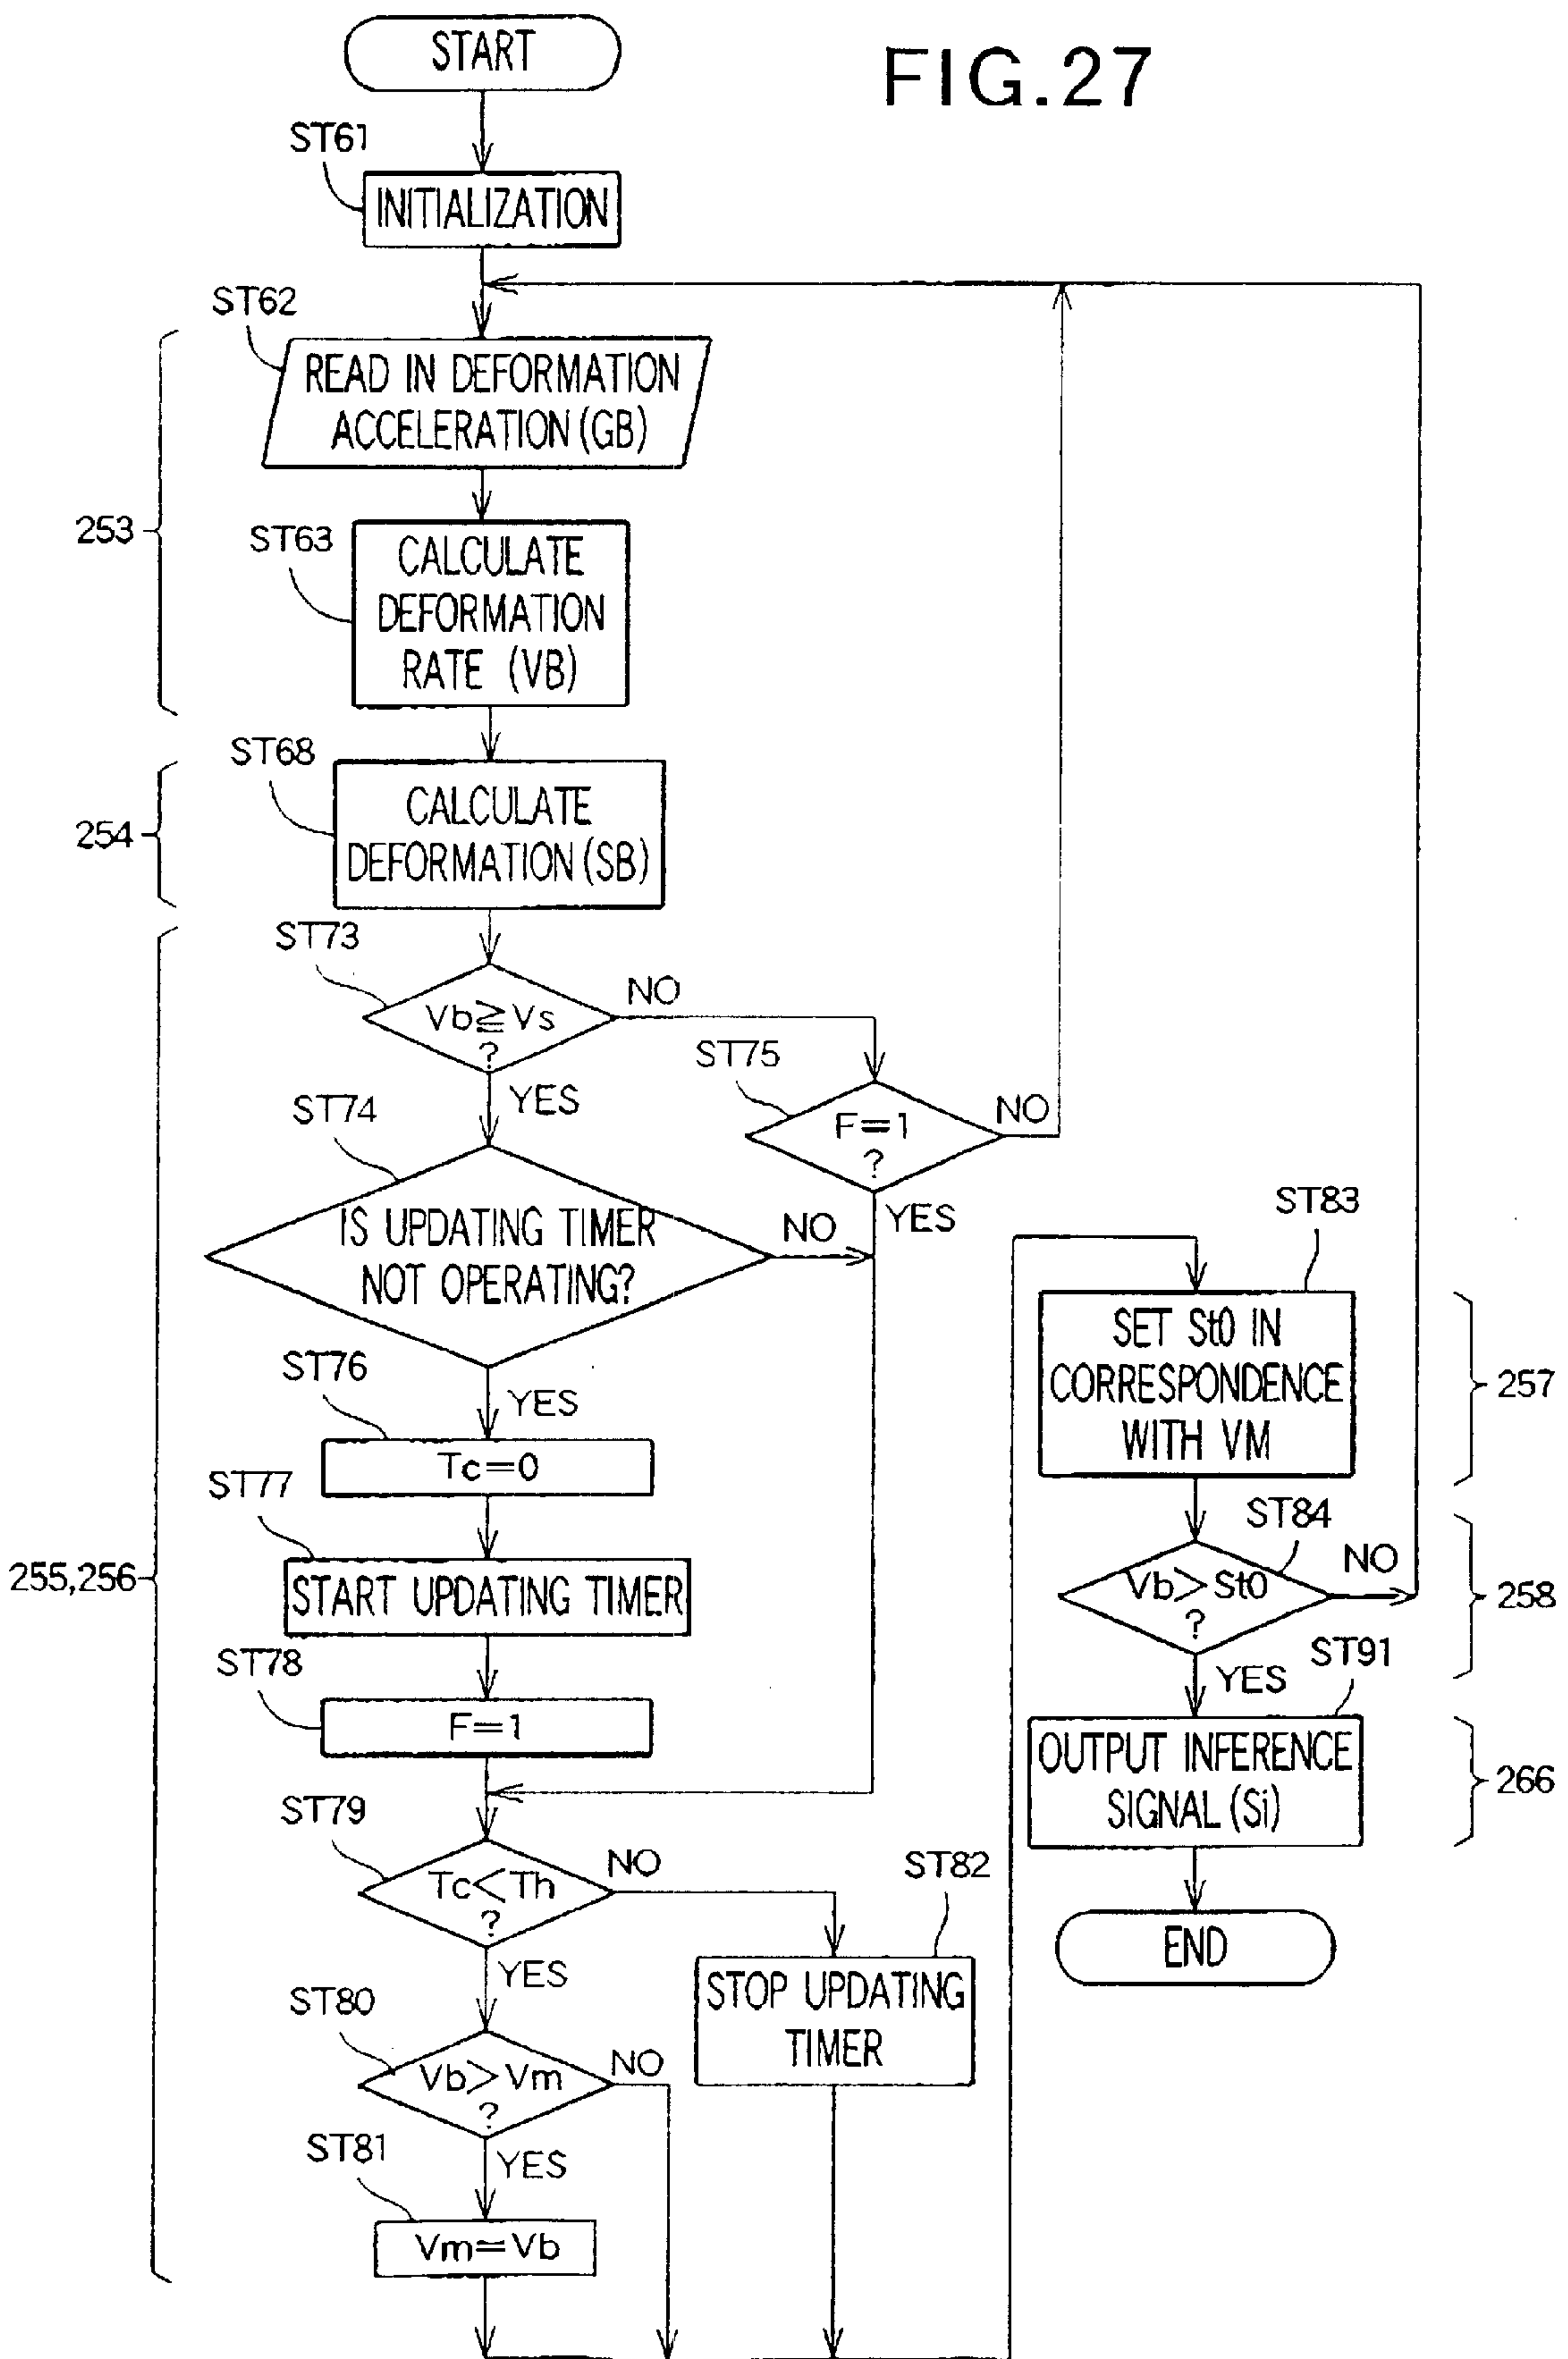 FIG.27
START
ST61
INITIALIZATION
ST62
READ IN DEFORMATION
ACCELERATION (GB)
253
ST63
CALCULATE
DEFORMATION
RATE (VB)
ST68
254
CALCULATE
DEFORMATION (SB)
ST73
Vb≧Vs
?
NO
YES
ST75
F=1
?
NO
YES
ST74
IS UPDATING TIMER
NOT OPERATING?
NO
YES
ST76
Tc=0
ST77
255,256
START UPDATING TIMER
ST78
F=1
ST79
Tc<Th
?
NO
YES
ST82
STOP UPDATING
TIMER
ST80
Vb>Vm
?
NO
YES
ST81
Vm=Vb
ST83
SET St0 IN
CORRESPONDENCE
WITH VM
257
ST84
Vb>St0
?
NO
YES
258
ST91
OUTPUT INFERENCE
SIGNAL (Si)
266
END